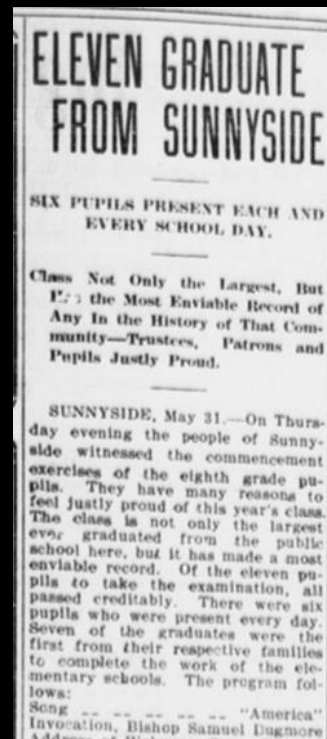 ELEVEN GRADUATE
FROM SUNNYSIDE
SIX PUPILS PRESENT EACH AND
EVERY SCHOOL DAY.
Class Not Only the Largest, But
the Most Enviable Record of
Any In the History of That Com-
munity—Trustees, Patrons and
Pupils Justly Proud.
SUNNYSIDE, May 31.—On Thurs-
day evening the people of Sunny-
side witnessed the commencement
exercises of the eighth grade pu-
pils. They have many reasons to
feel justly proud of this year's class.
The class is not only the largest
ever graduated from the public
school here, but it has made a most
enviable record. Of the eleven pu-
pils to take the examination, all
passed creditably. There were six
pupils who were present every day.
Seven of the graduates were the
first from their respective families
to complete the work of the ele-
mentary schools. The program fol-
lows:
Song -- -- -- -- -- "America"
Invocation, Bishop Samuel Dugmore